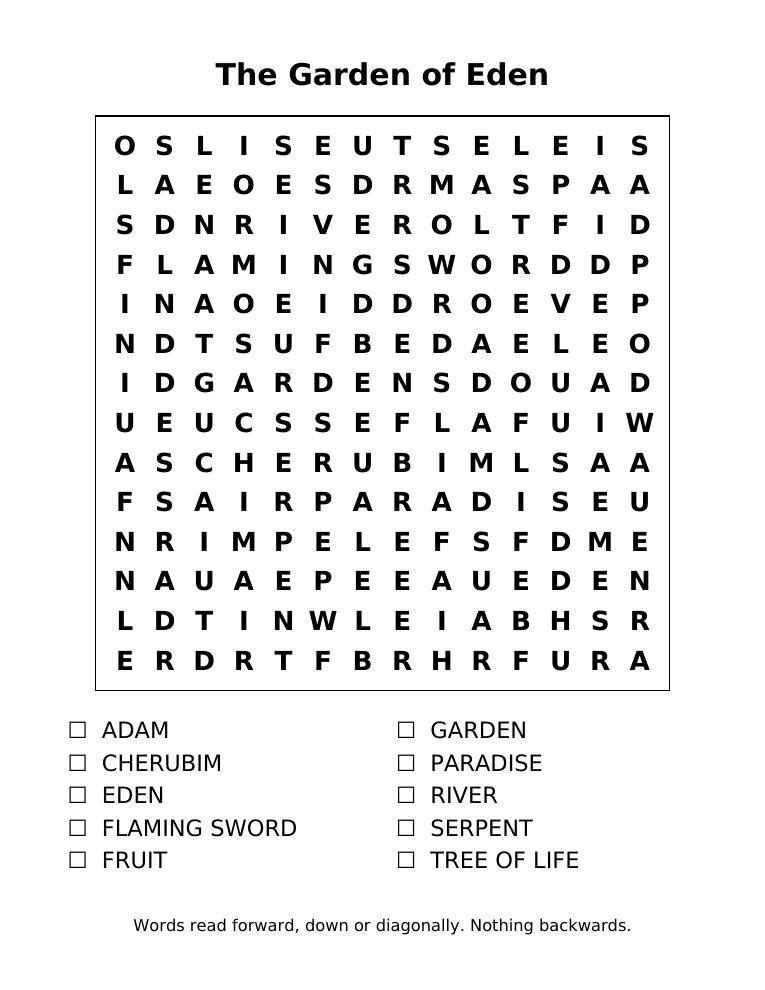 The Garden of Eden
O S L I S E U T S E L E I S
L A E O E S D R M A S P A A
S D N R I V E R O L T F I D
F L A M I N G S W O R D D P
I N A O E I D D R O E V E P
N D T S U F B E D A E L E O
I D G A R D E N S D O U A D
U E U C S S E F L A F U I W
A S C H E R U B I M L S A A
F S A I R P A R A D I S E U
N R I M P E L E F S F D M E
N A U A E P E E A U E D E N
L D T I N W L E I A B H S R
E R D R T F B R H R F U R A
☐ ADAM
☐ CHERUBIM
☐ EDEN
☐ FLAMING SWORD
☐ FRUIT
☐ GARDEN
☐ PARADISE
☐ RIVER
☐ SERPENT
☐ TREE OF LIFE
Words read forward, down or diagonally. Nothing backwards.